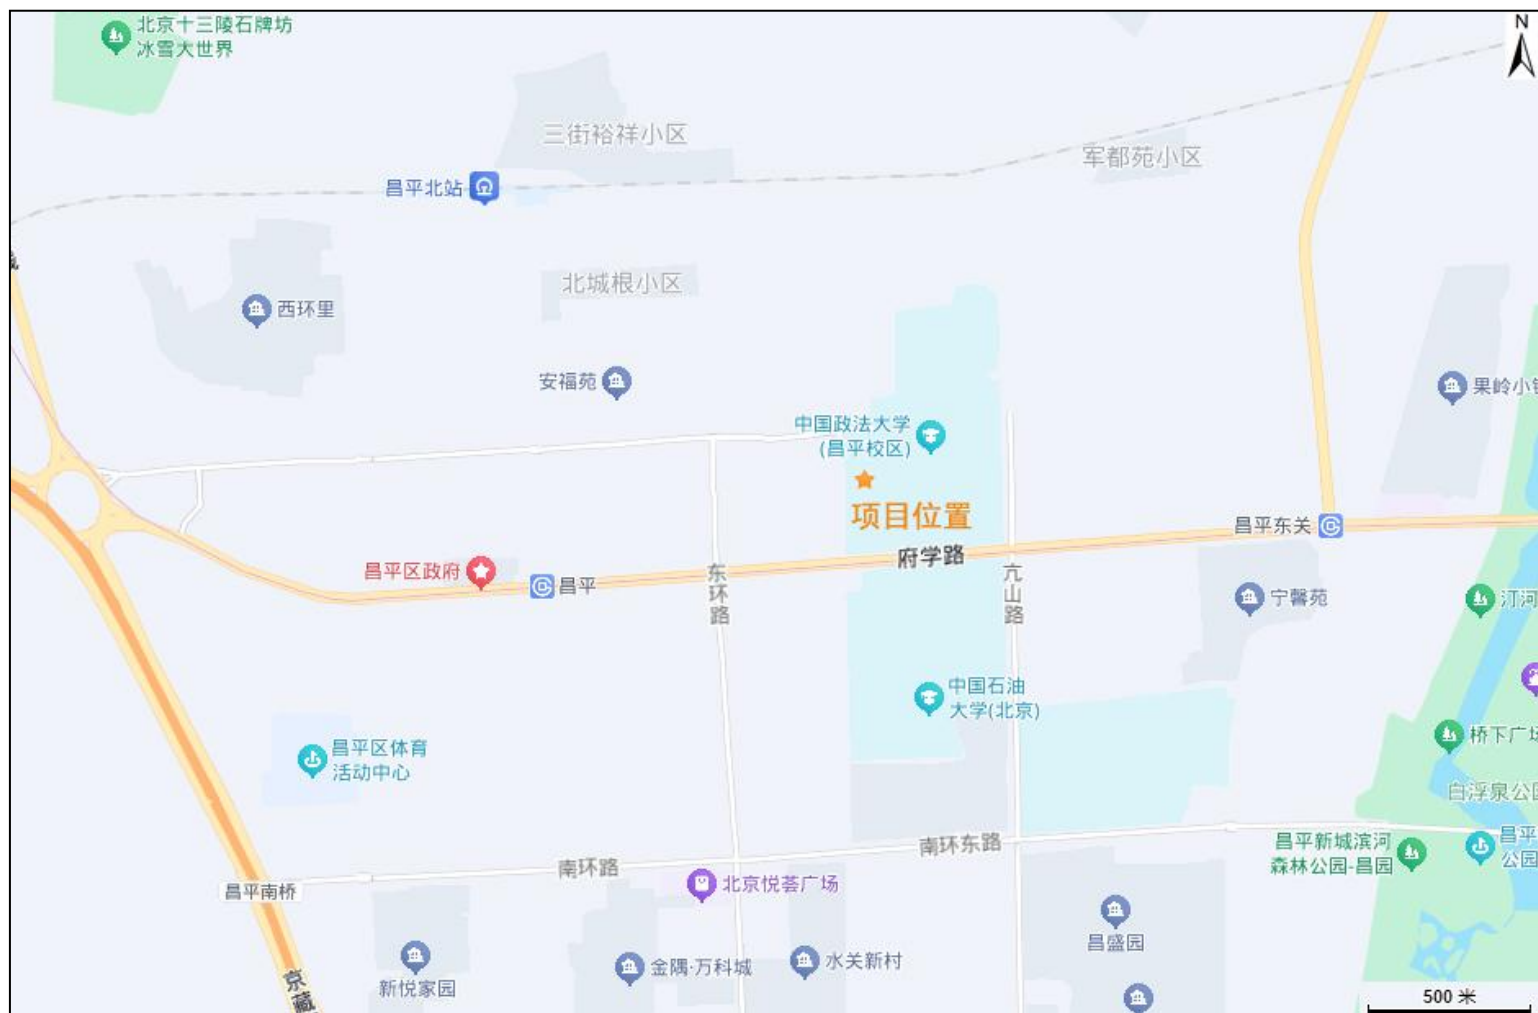 北京十三陵石牌坊
冰雪大世界
N
三街裕祥小区
军都苑小区
昌平北站
北城根小区
西环里
安福苑
果岭小
中国政法大学
(昌平校区)
项目位置
昌平东关
府学路
昌平区政府
昌平
东环路
亢山路
宁馨苑
汀河
中国石油
大学(北京)
桥下广场
昌平区体育
活动中心
白浮泉公园
南环东路
昌平新城滨河
森林公园-昌园
昌平
公园
南环路
北京悦荟广场
昌平南桥
昌盛园
金隅·万科城
水关新村
新悦家园
京藏
500 米